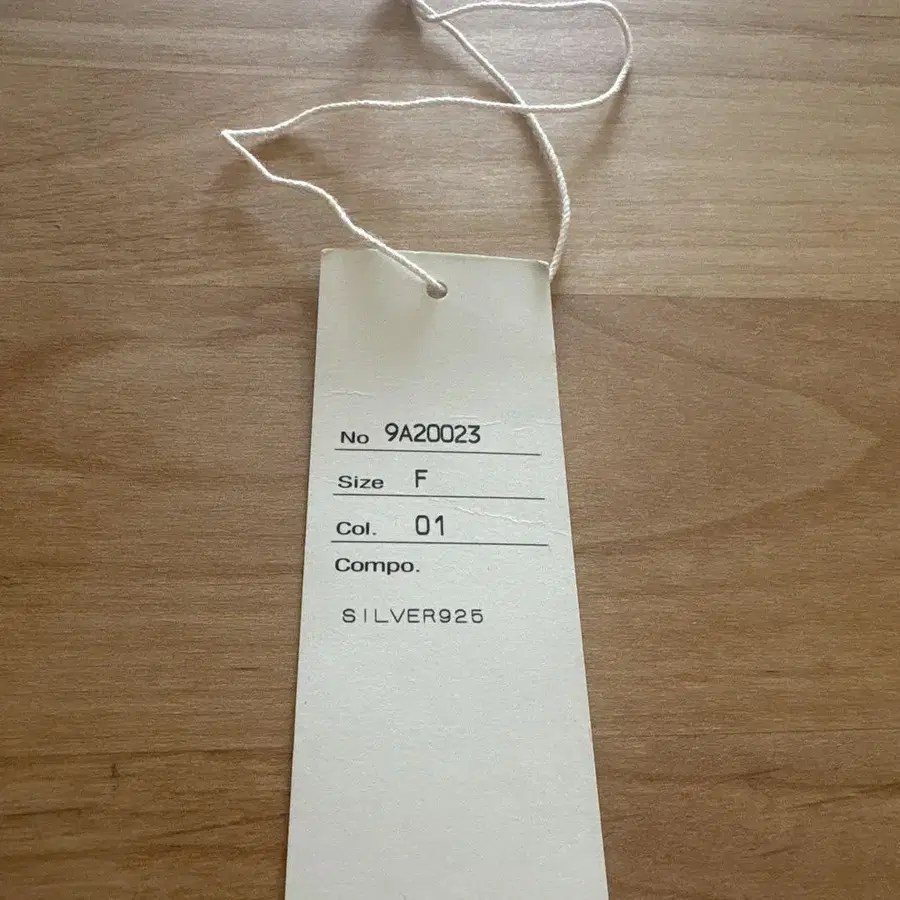 No 9A20023
Size F
Col. 01
Compo.
SILVER925